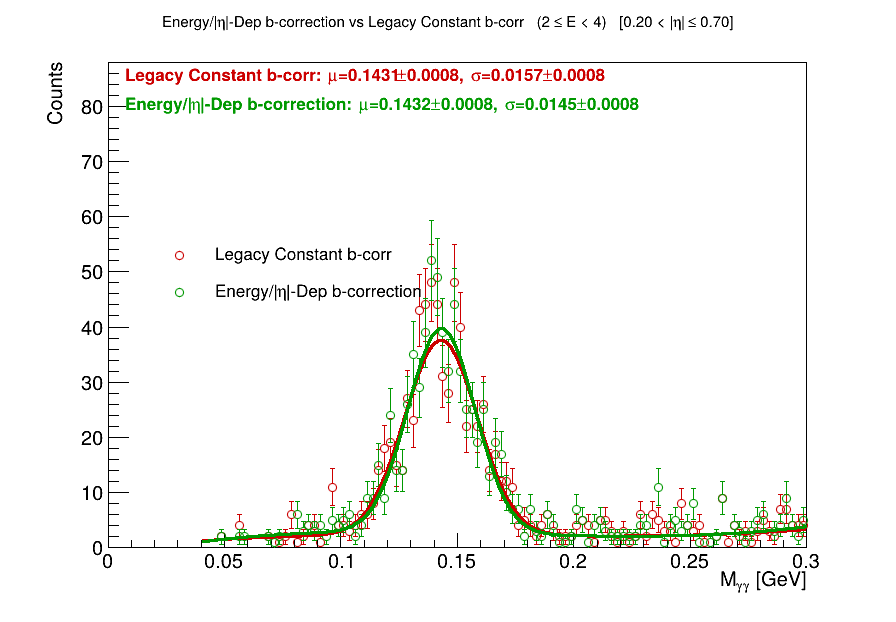 Energy/|η|-Dep b-correction vs Legacy Constant b-corr (2 ≤ E < 4) [0.20 < |η| ≤ 0.70]
Legacy Constant b-corr: μ=0.1431±0.0008, σ=0.0157±0.0008
Energy/|η|-Dep b-correction: μ=0.1432±0.0008, σ=0.0145±0.0008
Counts
80
70
60
50
40
30
20
10
0
Legacy Constant b-corr
Energy/|η|-Dep b-correction
0 0.05 0.1 0.15 0.2 0.25 0.3
Mγγ [GeV]